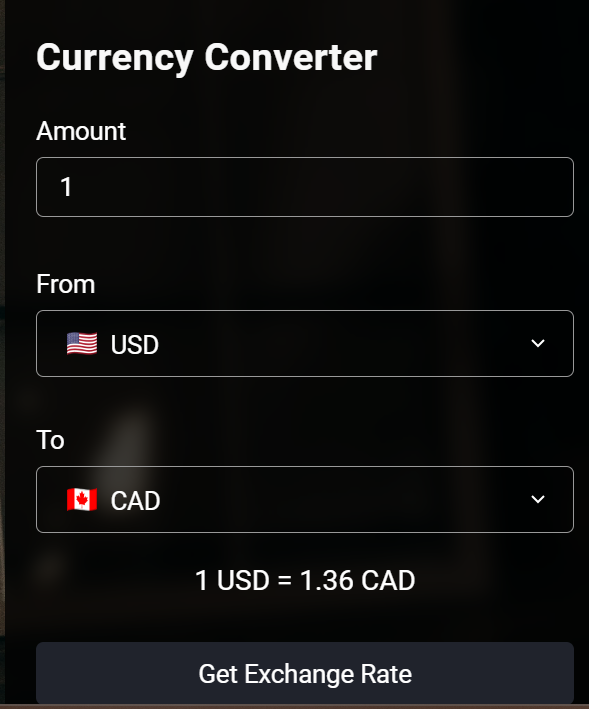 Currency Converter
Amount
1
From
USD
To
CAD
1 USD = 1.36 CAD
Get Exchange Rate